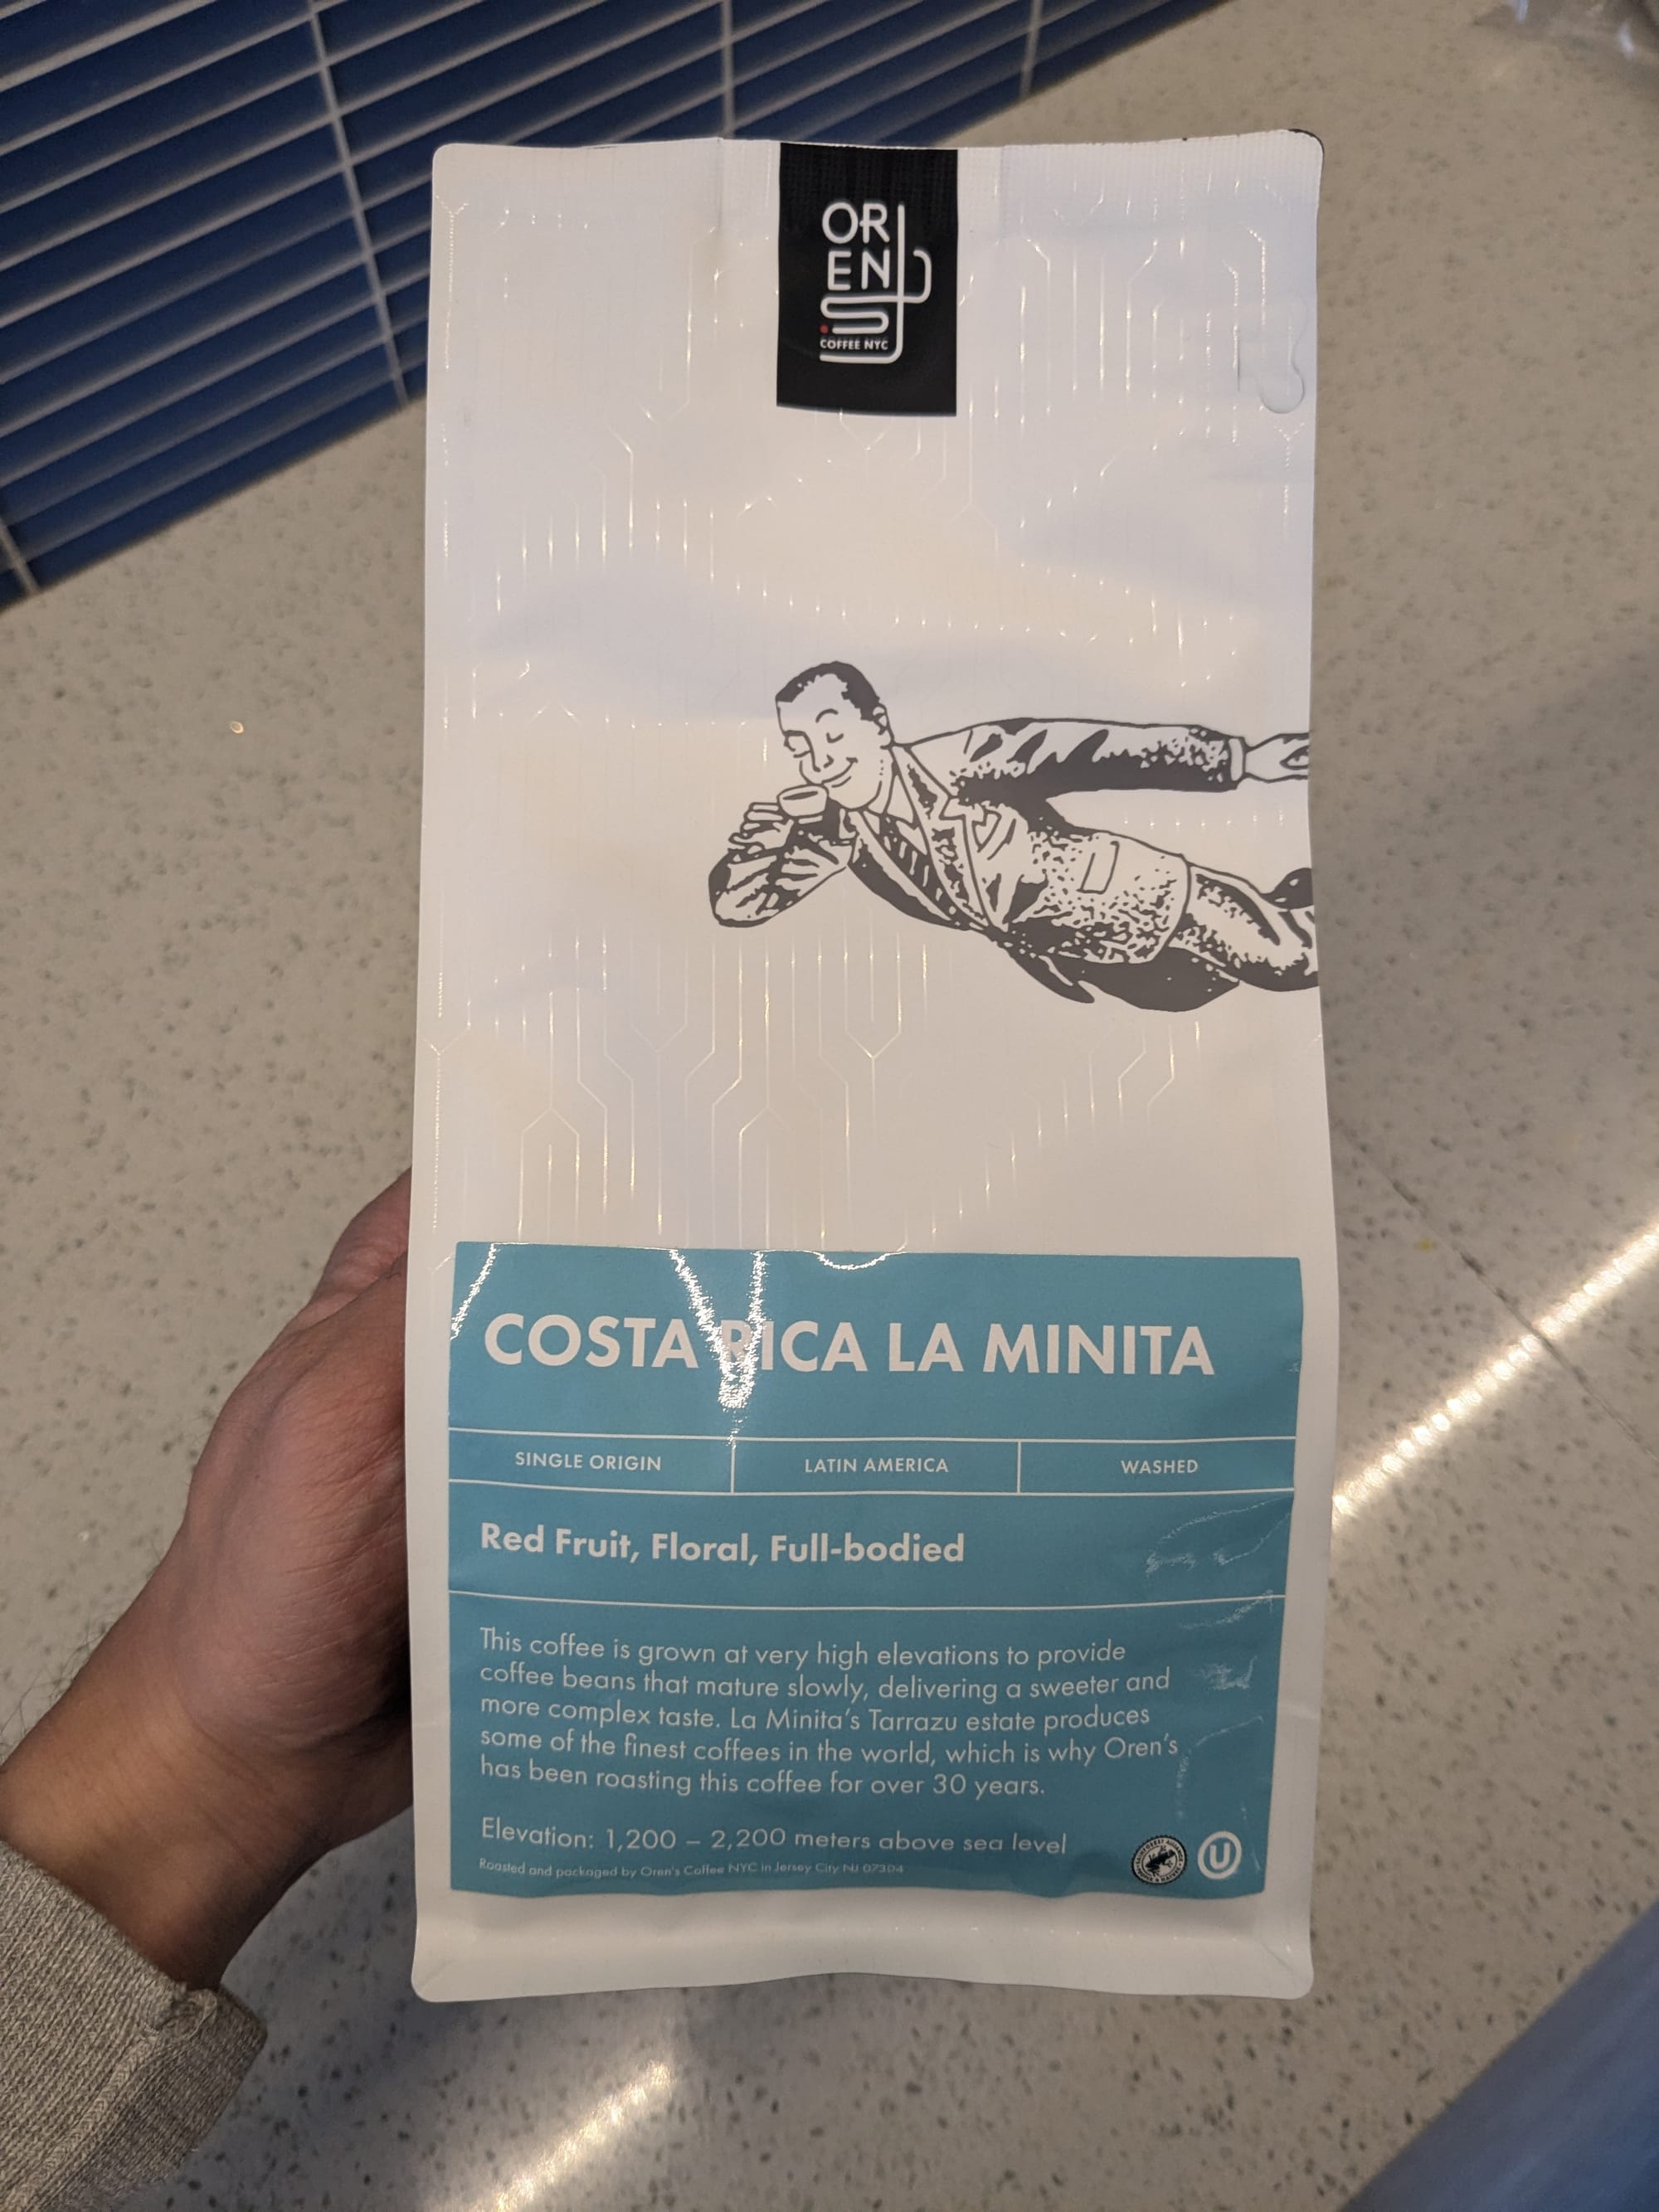 OR
EN
S
COFFEE NYC
COSTA RICA LA MINITA
SINGLE ORIGIN
LATIN AMERICA
WASHED
Red Fruit, Floral, Full-bodied
This coffee is grown at very high elevations to provide
coffee beans that mature slowly, delivering a sweeter and
more complex taste. La Minita's Tarrazu estate produces
some of the finest coffees in the world, which is why Oren's
has been roasting this coffee for over 30 years.
Elevation: 1,200 – 2,200 meters above sea level
Roasted and packaged by Oren's Coffee NYC in Jersey City NJ 07304
U